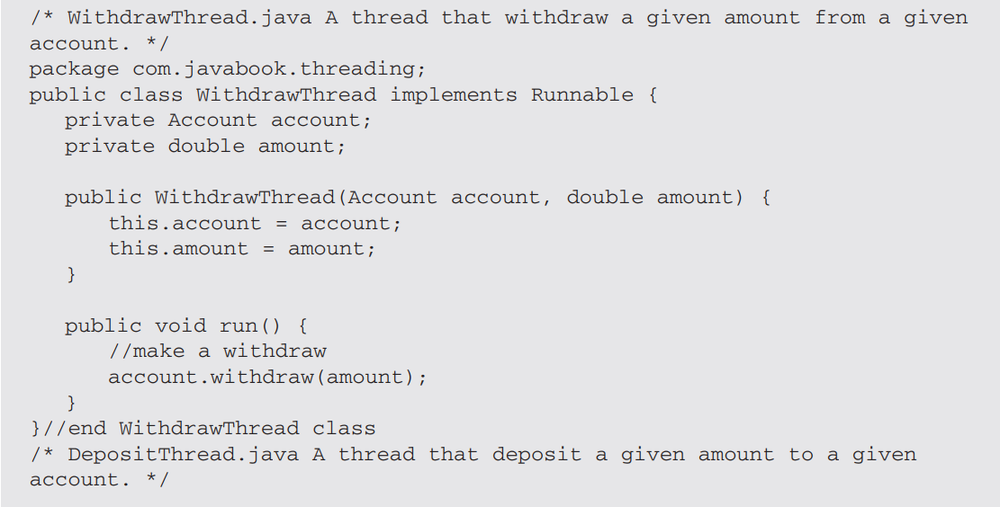 /* WithdrawThread.java A thread that withdraw a given amount from a given
account. */
package com.javabook.threading;
public class WithdrawThread implements Runnable {
private Account account;
private double amount;
public WithdrawThread(Account account, double amount) {
this.account = account;
this.amount = amount;
}
public void run() {
//make a withdraw
account.withdraw(amount);
}
}//end WithdrawThread class
/* DepositThread.java A thread that deposit a given amount to a given
account. */